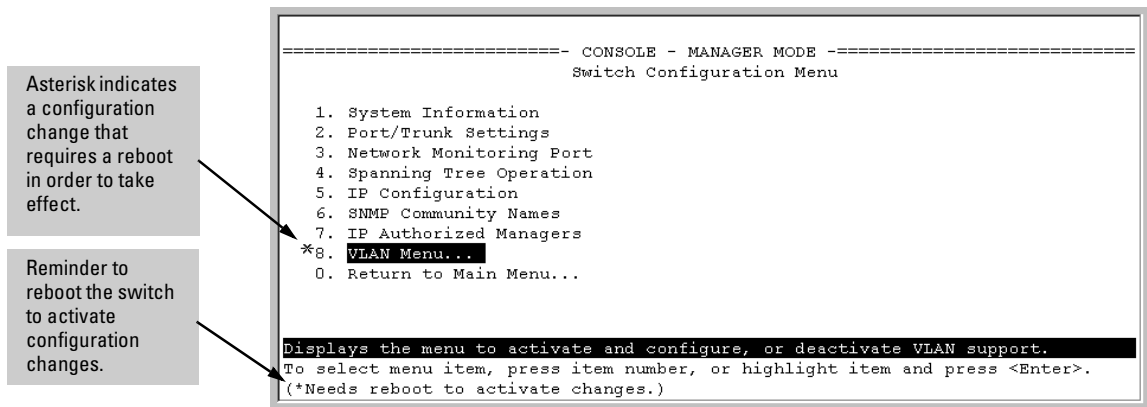 Asterisk indicates
a configuration
change that
requires a reboot
in order to take
effect.
Reminder to
reboot the switch
to activate
configuration
changes.
==========================- CONSOLE - MANAGER MODE -============================
Switch Configuration Menu
1. System Information
2. Port/Trunk Settings
3. Network Monitoring Port
4. Spanning Tree Operation
5. IP Configuration
6. SNMP Community Names
7. IP Authorized Managers
*8. VLAN Menu...
0. Return to Main Menu...
Displays the menu to activate and configure, or deactivate VLAN support.
To select menu item, press item number, or highlight item and press <Enter>.
(*Needs reboot to activate changes.)